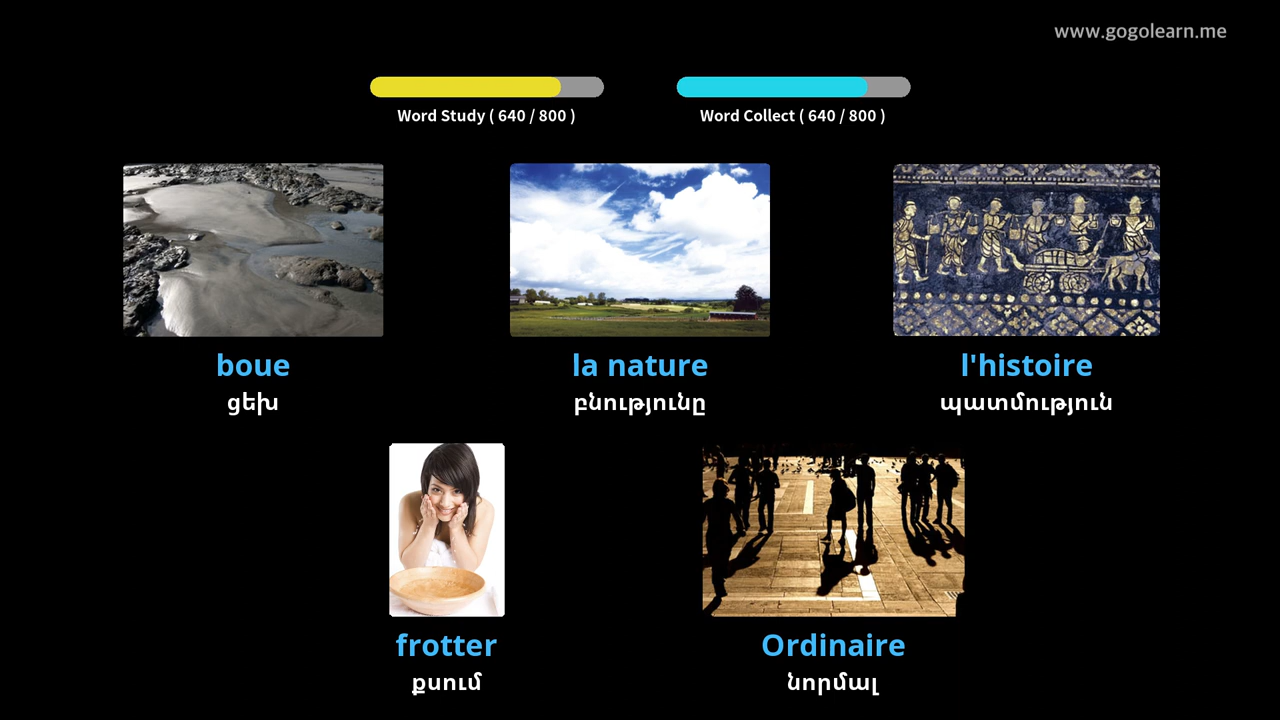 www.gogolearn.me
Word Study ( 640 / 800 )
Word Collect ( 640 / 800 )
boue
ցեխ
la nature
բնությունը
l'histoire
պատմություն
frotter
քսում
Ordinaire
նորմալ